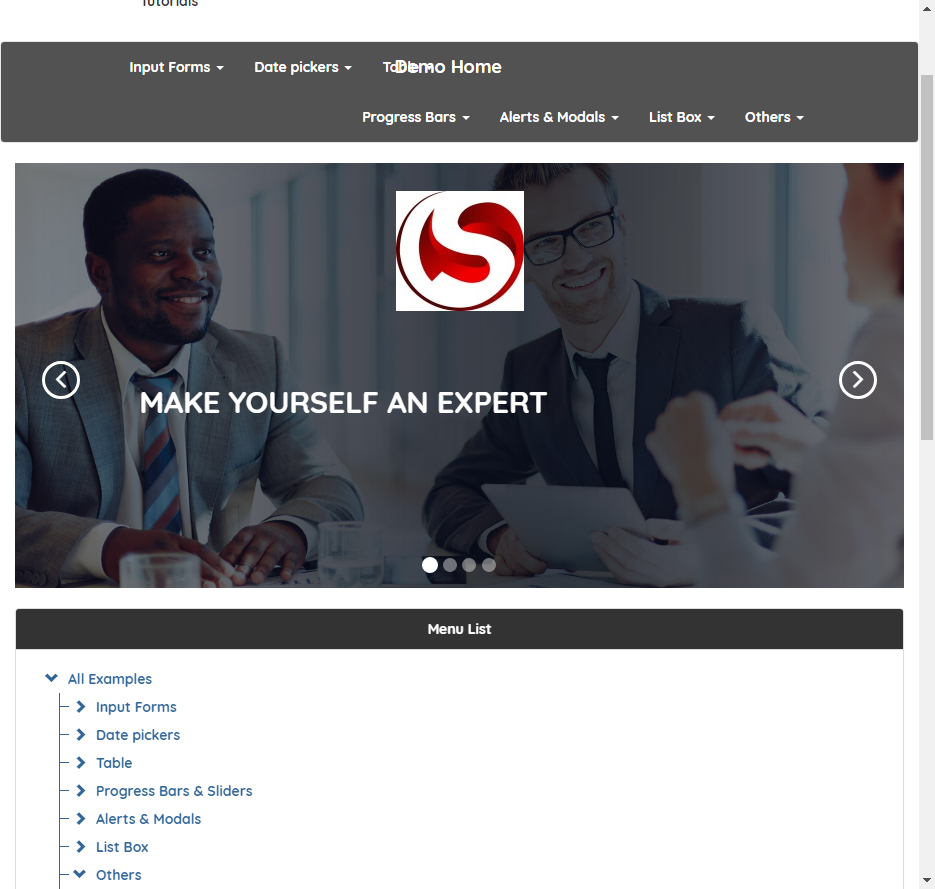 Tutorials
Input Forms Date pickers Table Demo Home
Progress Bars Alerts & Modals List Box Others
MAKE YOURSELF AN EXPERT
Menu List
All Examples
Input Forms
Date pickers
Table
Progress Bars & Sliders
Alerts & Modals
List Box
Others